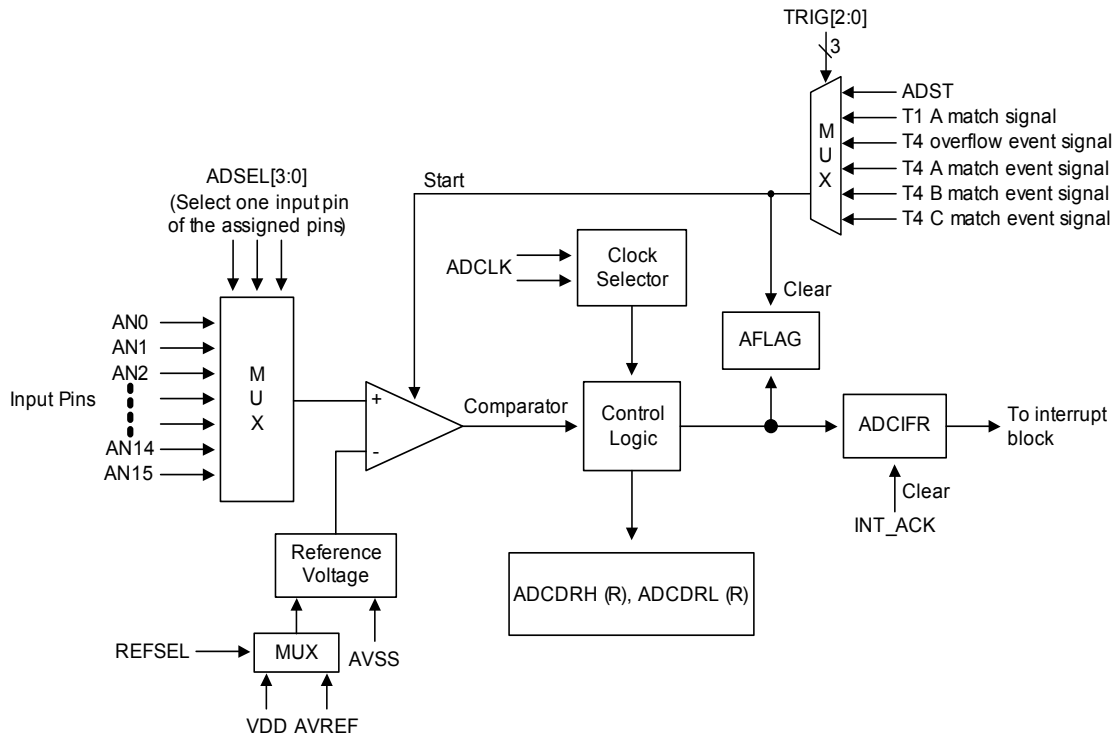 TRIG[2:0]
3
ADST
T1 A match signal
T4 overflow event signal
T4 A match event signal
T4 B match event signal
T4 C match event signal
M
U
X
Start
ADSEL[3:0]
(Select one input pin
of the assigned pins)
ADCLK
Clock
Selector
Clear
AFLAG
AN0
AN1
AN2
Input Pins
AN14
AN15
M
U
X
+
-
Comparator
Control
Logic
ADCIFR
To interrupt
block
Clear
INT_ACK
Reference
Voltage
ADCDRH (R), ADCDRL (R)
REFSEL
MUX
AVSS
VDD
AVREF